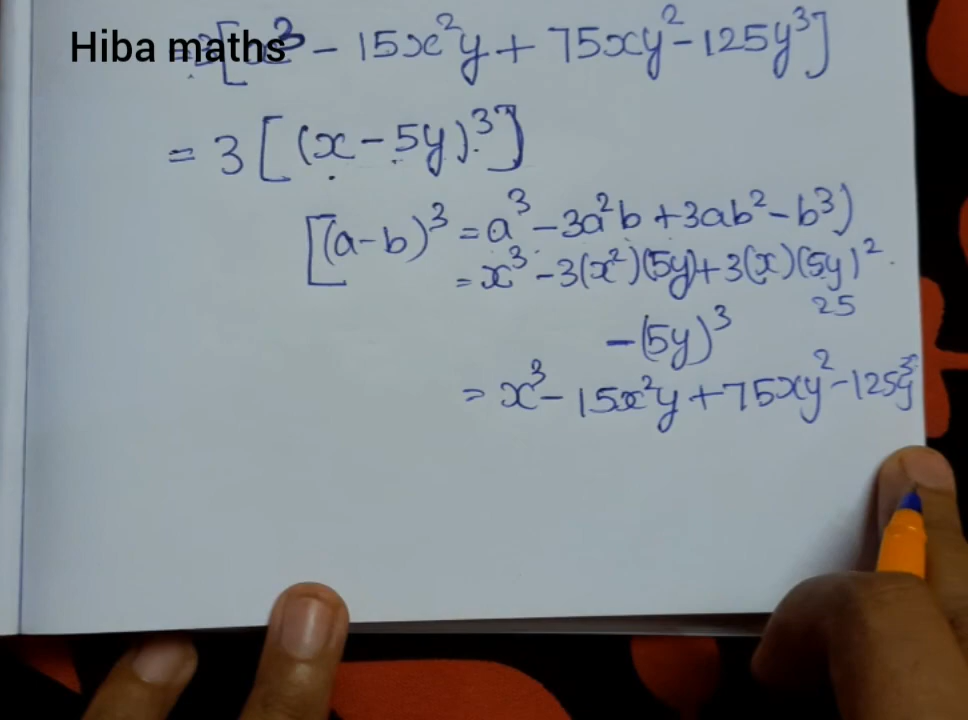 Hiba maths
=3[x³ - 15x²y + 75xy² - 125y³]
= 3[(x - 5y)³]
[(a - b)³ = a³ - 3a²b + 3ab² - b³)
= x³ - 3(x²)(5y) + 3(x)(5y)²
25
- (5y)³
= x³ - 15x²y + 75xy² - 125y³